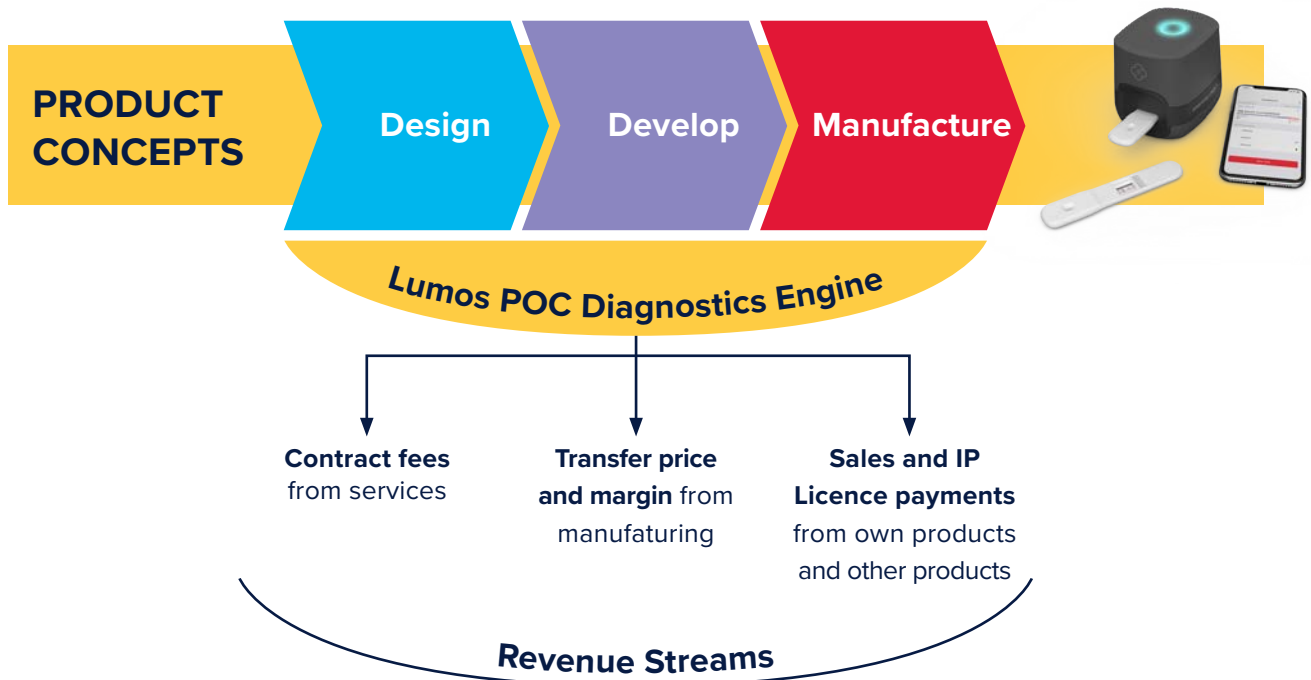 PRODUCT
CONCEPTS
Design
Develop
Manufacture
Lumos POC Diagnostics Engine
Contract fees
from services
Transfer price
and margin from
manufaturing
Sales and IP
Licence payments
from own products
and other products
Revenue Streams